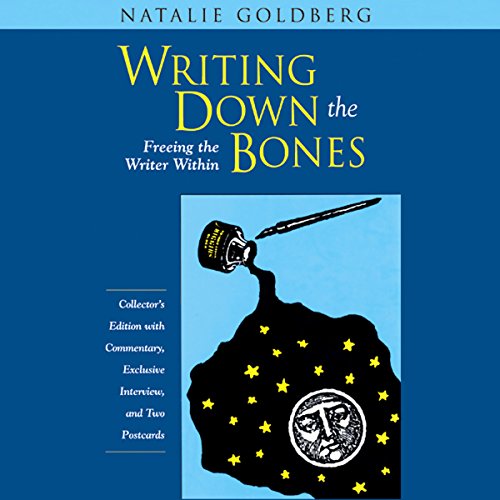 NATALIE GOLDBERG
WRITING
DOWN the
Freeing the
Writer Within
BONES
Collector's
Edition with
Commentary,
Exclusive
Interview,
and Two
Postcards